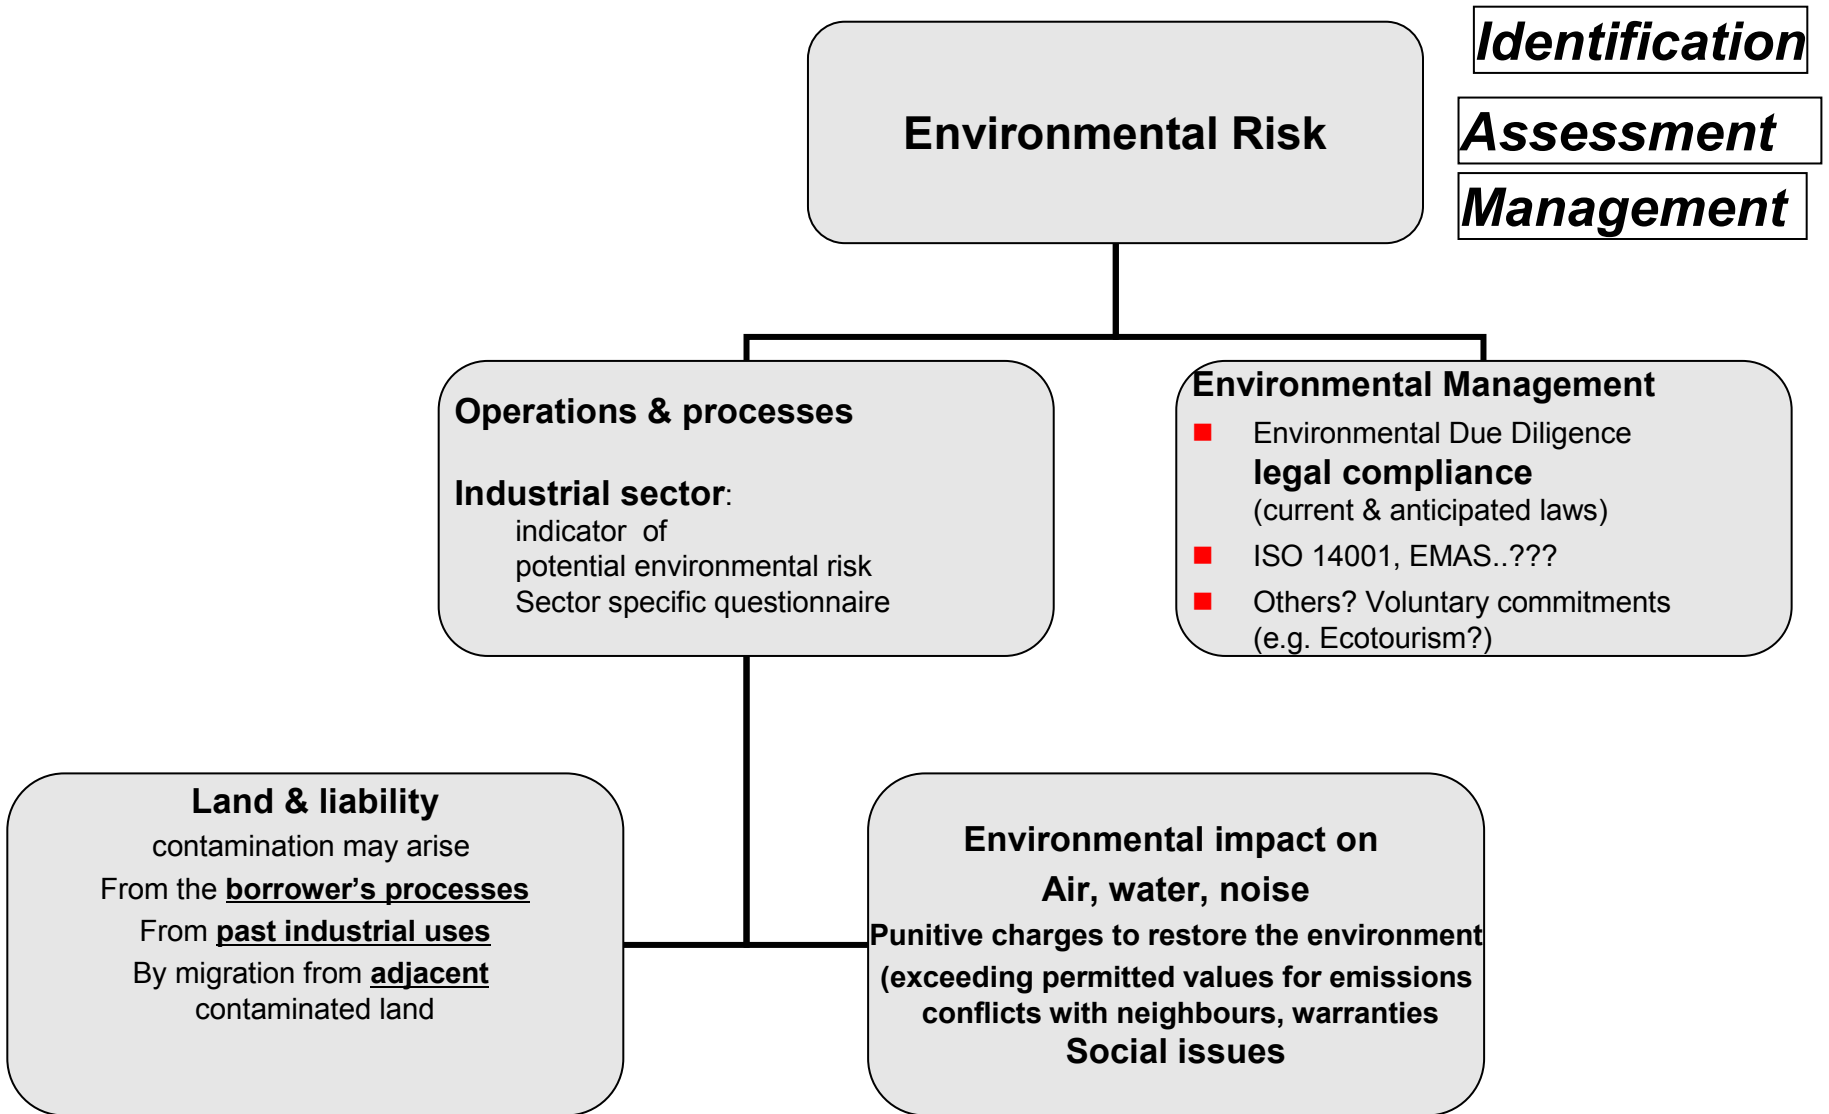 Identification
Environmental Risk
Assessment
Management
Operations & processes
Industrial sector:
indicator of
potential environmental risk
Sector specific questionnaire
Environmental Management
Environmental Due Diligence
legal compliance
(current & anticipated laws)
ISO 14001, EMAS..???
Others? Voluntary commitments
(e.g. Ecotourism?)
Land & liability
contamination may arise
From the borrower’s processes
From past industrial uses
By migration from adjacent
contaminated land
Environmental impact on
Air, water, noise
Punitive charges to restore the environment
(exceeding permitted values for emissions
conflicts with neighbours, warranties
Social issues